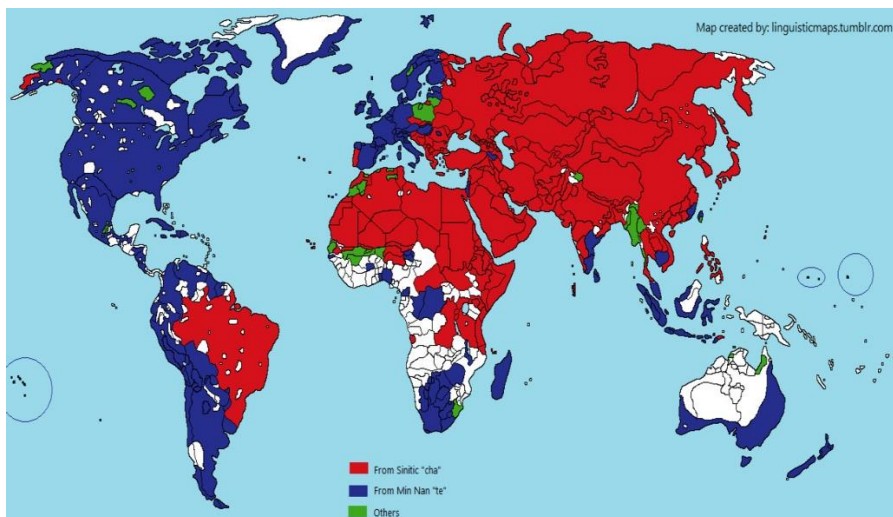 Map created by: linguisticmaps.tumblr.com
From Sinitic "cha"
From Min Nan "te"
Others